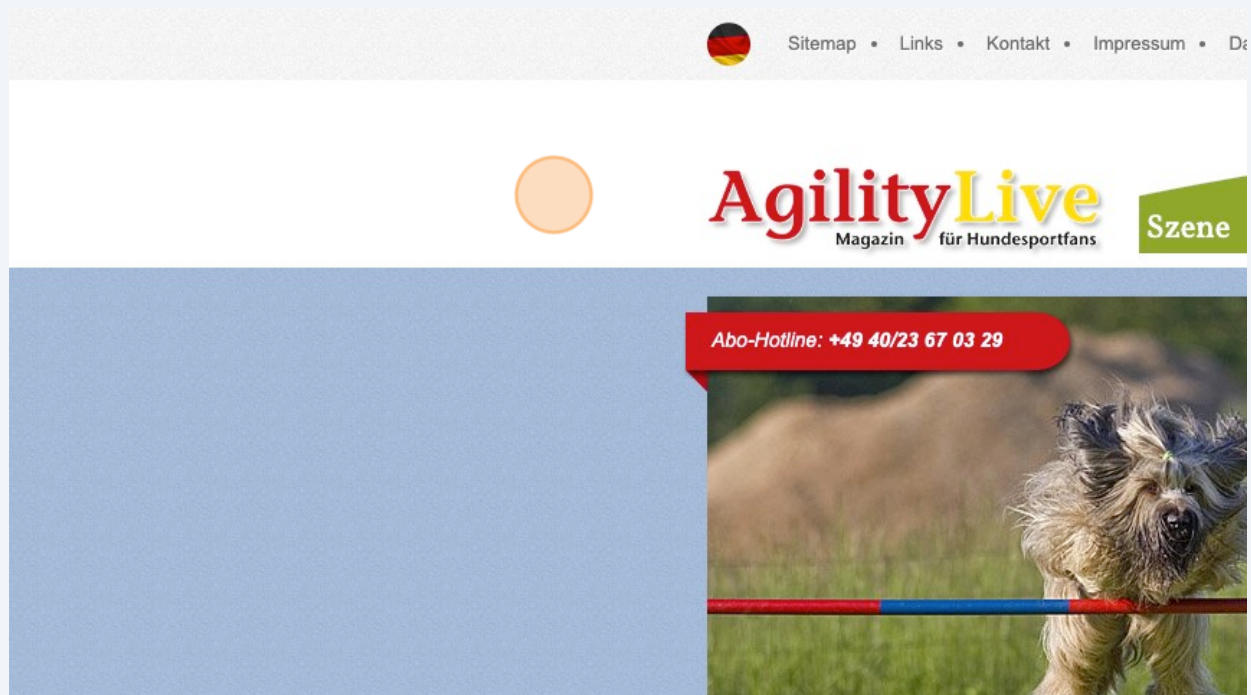 Sitemap • Links • Kontakt • Impressum •
AgilityLive
Magazin für Hundesportfans
Szene
Abo-Hotline: +49 40/23 67 03 29